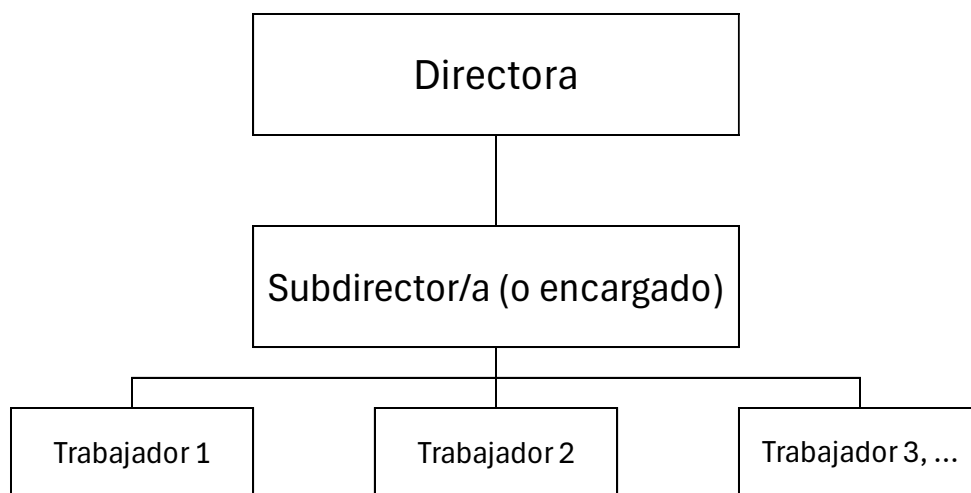 Directora
Subdirector/a (o encargado)
Trabajador 1
Trabajador 2
Trabajador 3, ...